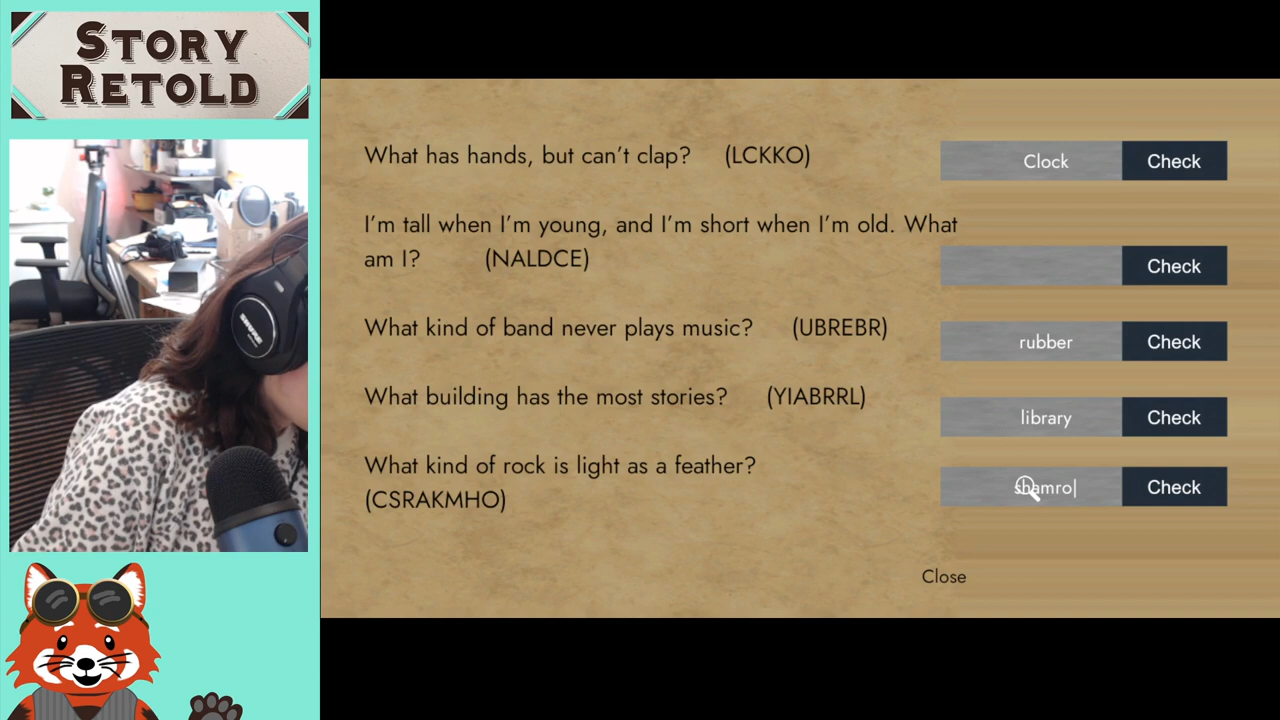 STORY
RETOLD
What has hands, but can't clap? (LCKKO) Clock Check
I'm tall when I'm young, and I'm short when I'm old. What
am I? (NALDCE) Check
What kind of band never plays music? (UBREBR) rubber Check
What building has the most stories? (YIABRRL) library Check
What kind of rock is light as a feather?
(CSRAKMHO) shamro Check
Close